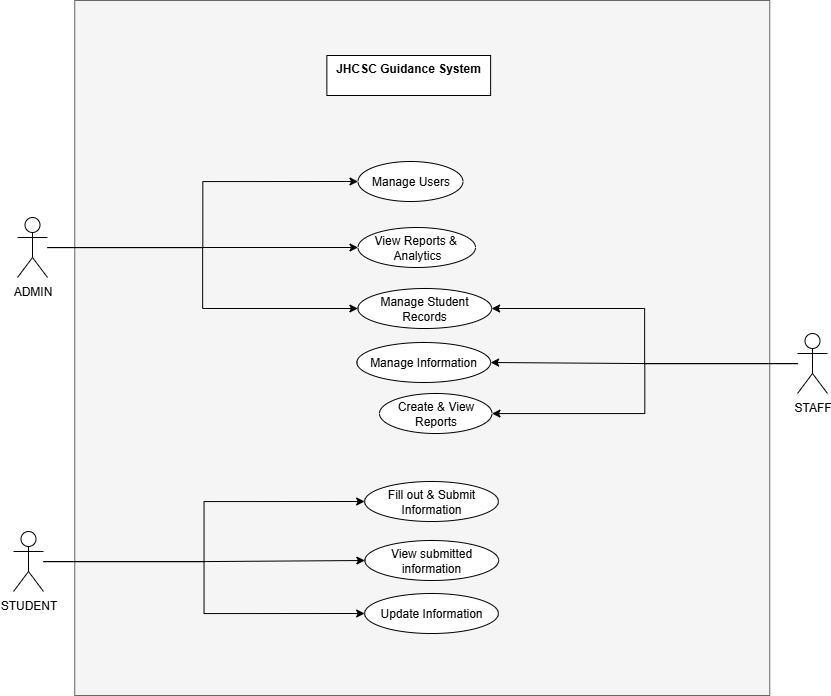 JHCSC Guidance System
Manage Users
View Reports &
Analytics
ADMIN
Manage Student
Records
Manage Information
Create & View
Reports
STAFF
Fill out & Submit
Information
View submitted
information
STUDENT
Update Information